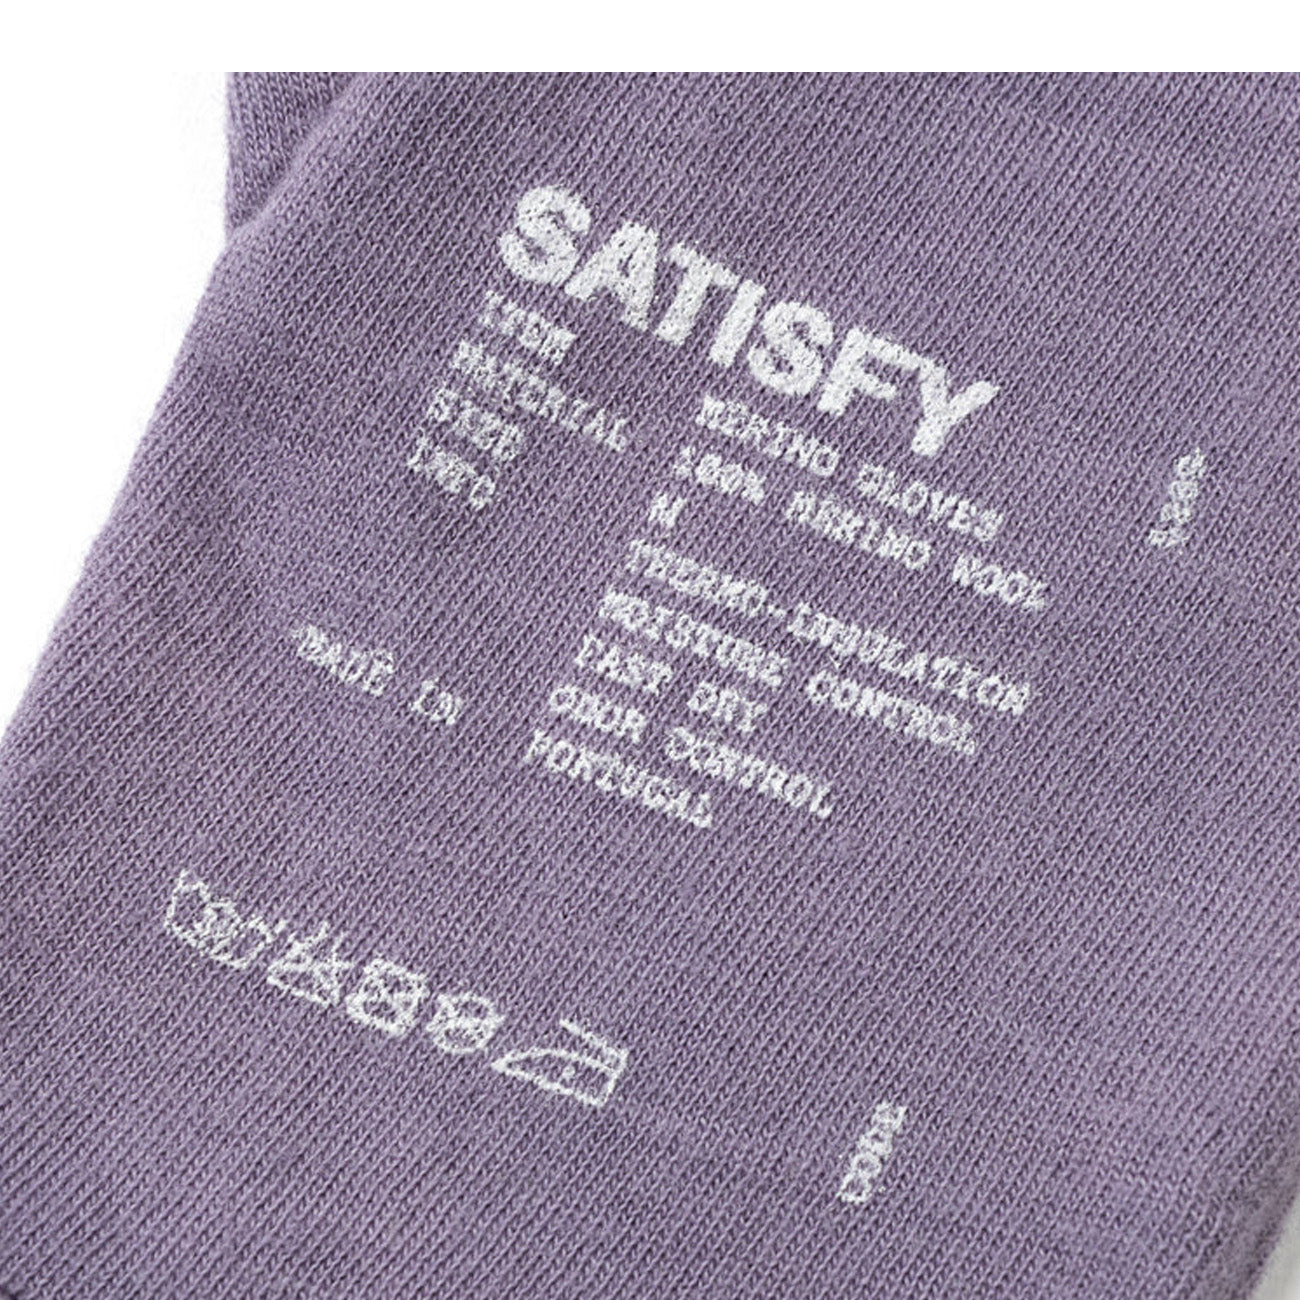 SATISFY
ITEM MERINO GLOVES
MATERIAL 100% MERINO WOOL
SIZE M
INFO THERMO-INSULATION
MOISTURE CONTROL
FAST DRY
ODOR CONTROL
MADE IN PORTUGAL